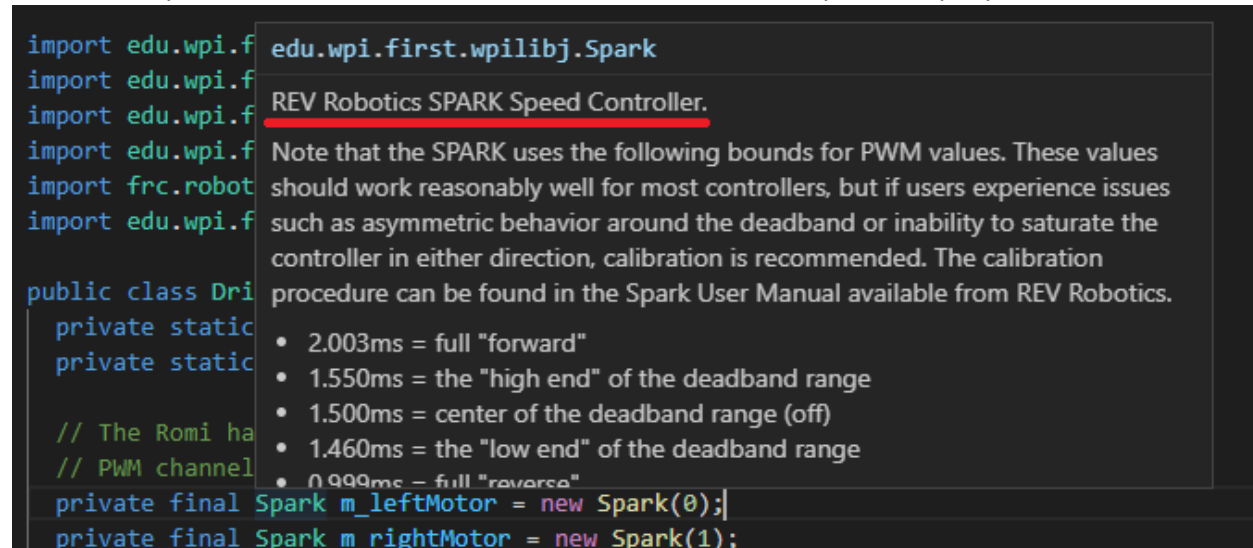 import edu.wpi.f
import edu.wpi.f
import edu.wpi.f
import edu.wpi.f
import frc.robot
import edu.wpi.f
public class Dri
private static
private static
// The Romi ha
// PWM channel
private final Spark m_leftMotor = new Spark(0);
private final Spark m_rightMotor = new Spark(1);
edu.wpi.first.wpilibj.Spark
REV Robotics SPARK Speed Controller.
Note that the SPARK uses the following bounds for PWM values. These values
should work reasonably well for most controllers, but if users experience issues
such as asymmetric behavior around the deadband or inability to saturate the
controller in either direction, calibration is recommended. The calibration
procedure can be found in the Spark User Manual available from REV Robotics.
• 2.003ms = full "forward"
• 1.550ms = the "high end" of the deadband range
• 1.500ms = center of the deadband range (off)
• 1.460ms = the "low end" of the deadband range
• 0.999ms = full "reverse"